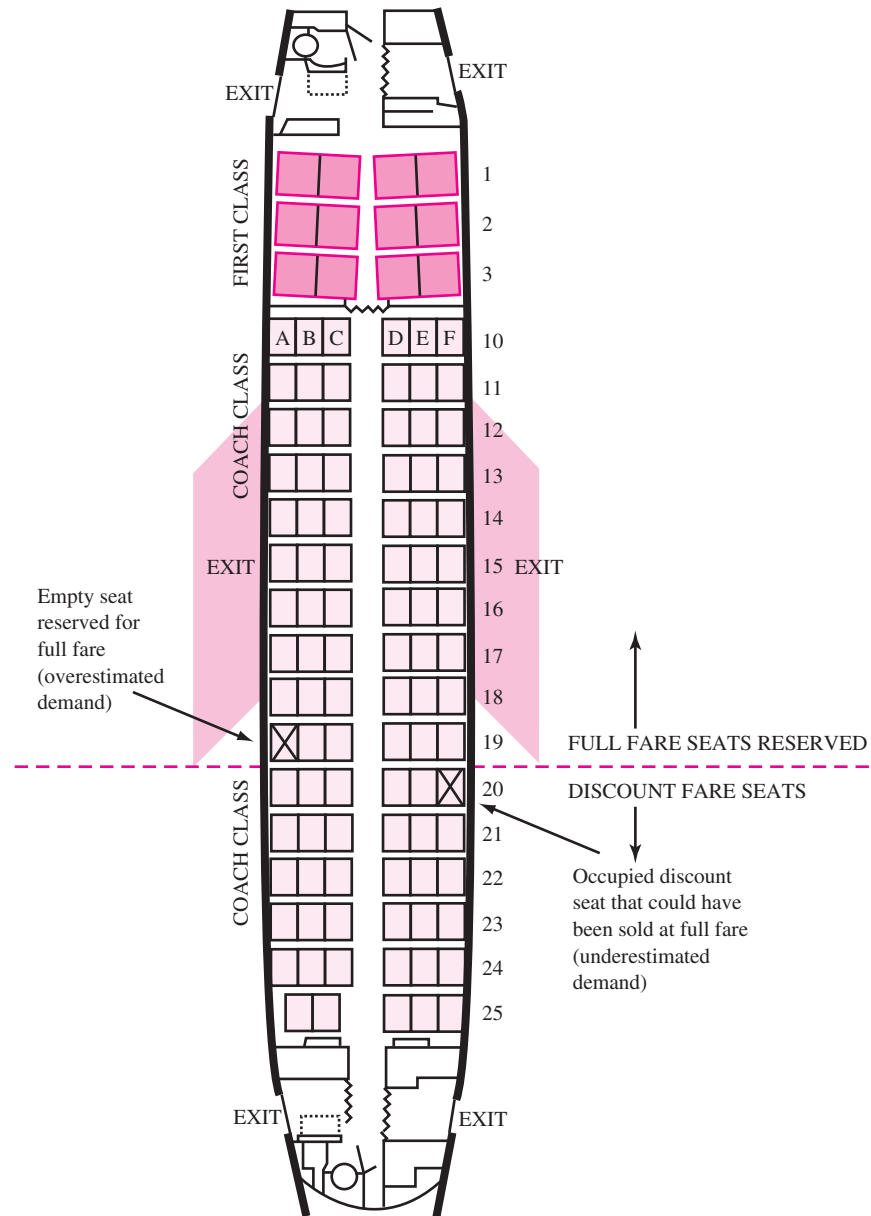 EXIT
EXIT
FIRST CLASS
1
2
3
A B C D E F 10
COACH CLASS
11
12
13
14
EXIT
15 EXIT
16
17
18
19
Empty seat
reserved for
full fare
(overestimated
demand)
FULL FARE SEATS RESERVED
20 DISCOUNT FARE SEATS
COACH CLASS
21
22
23
24
25
Occupied discount
seat that could have
been sold at full fare
(underestimated
demand)
EXIT
EXIT